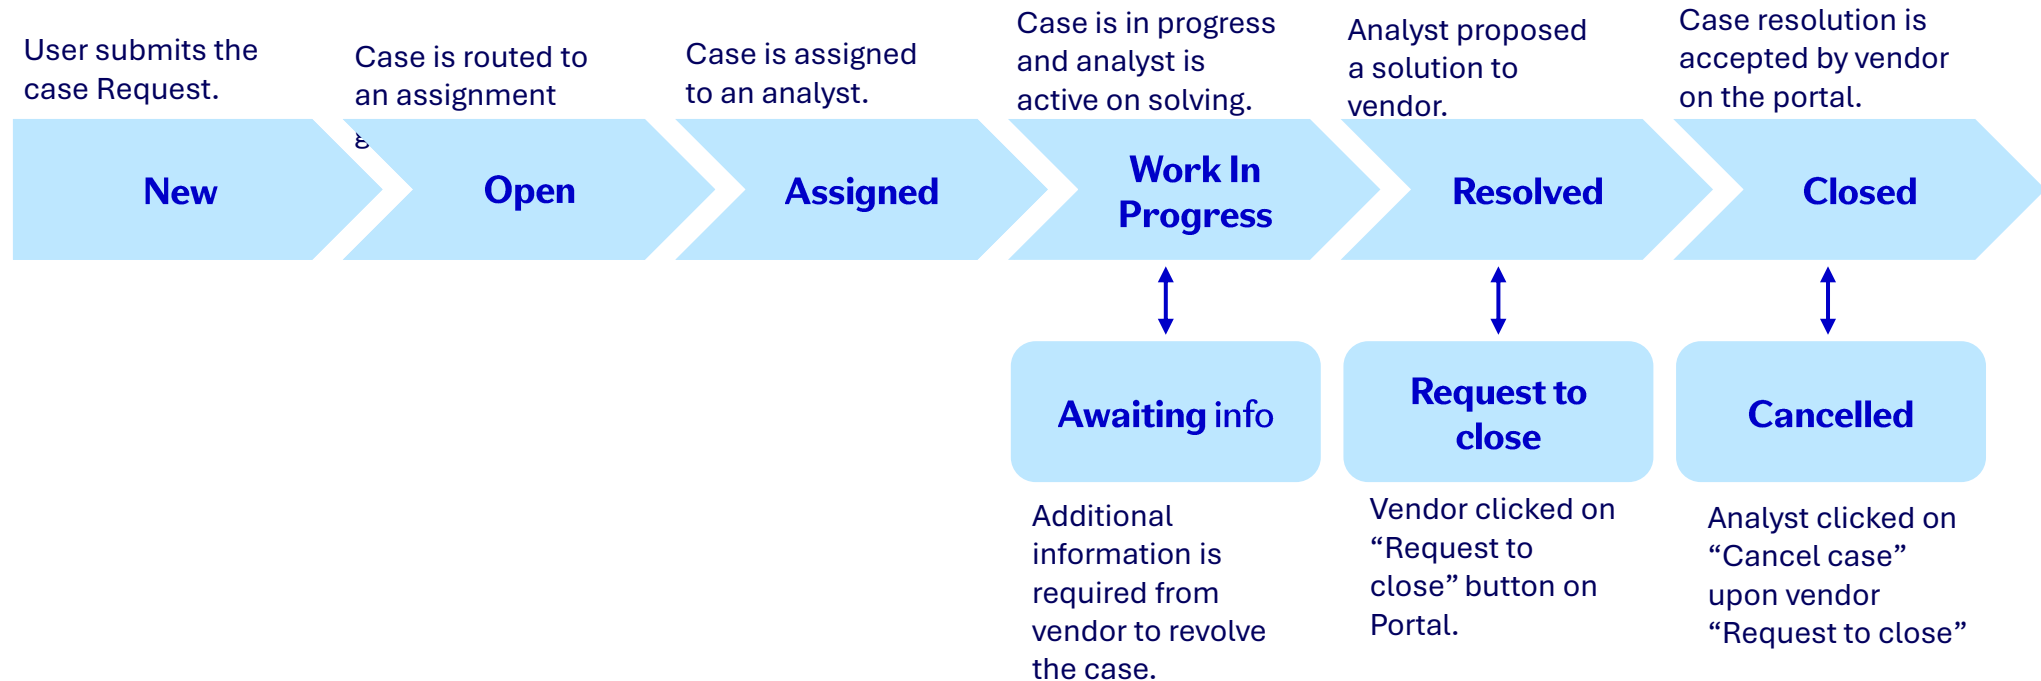 User submits the
case Request.
Case is routed to
an assignment
g
Case is assigned
to an analyst.
Case is in progress
and analyst is
active on solving.
Analyst proposed
a solution to
vendor.
Case resolution is
accepted by vendor
on the portal.
New
Open
Assigned
Work In
Progress
Resolved
Closed
Awaiting info
Request to
close
Cancelled
Additional
information is
required from
vendor to revolve
the case.
Vendor clicked on
“Request to
close” button on
Portal.
Analyst clicked on
“Cancel case”
upon vendor
“Request to close”